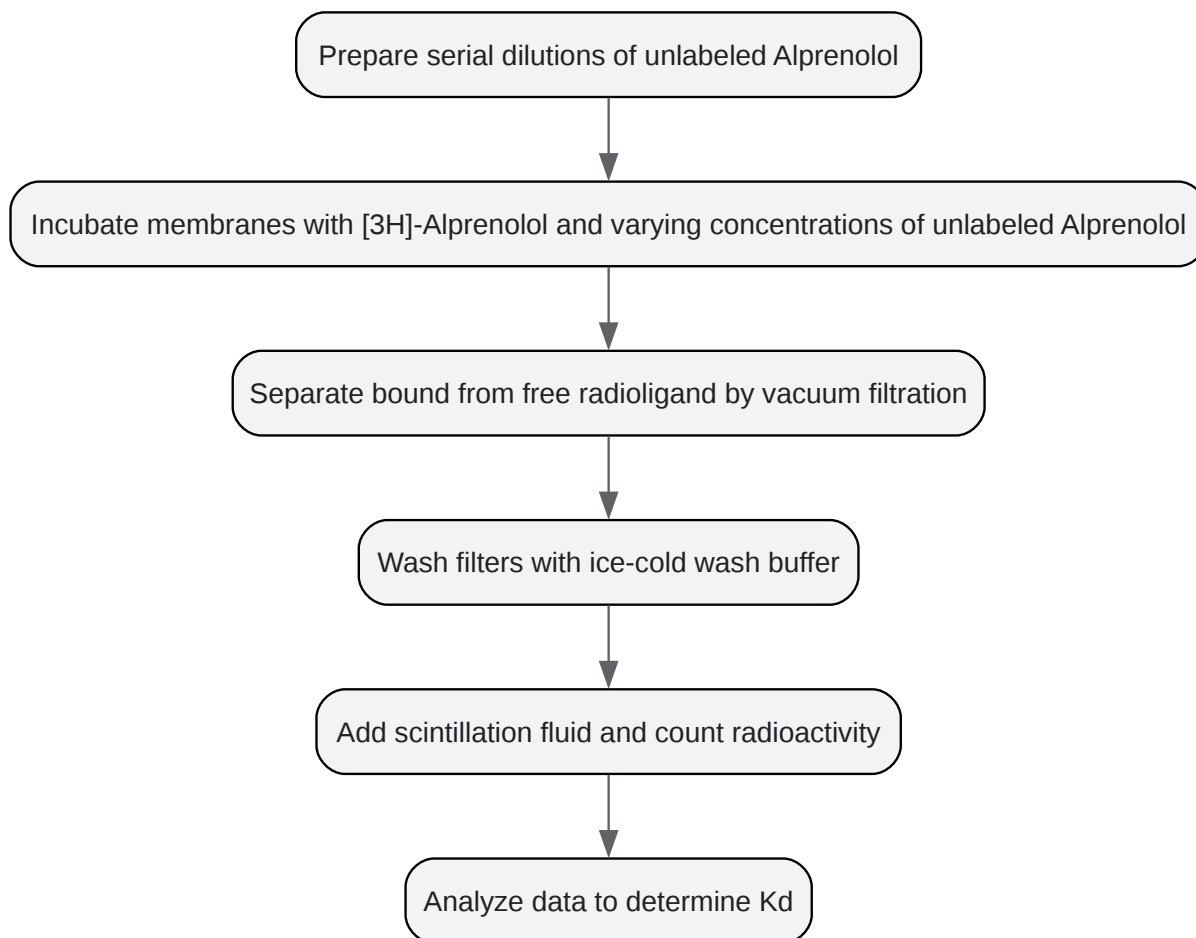 Prepare serial dilutions of unlabeled Alprenolol
Incubate membranes with [3H]-Alprenolol and varying concentrations of unlabeled Alprenolol
Separate bound from free radioligand by vacuum filtration
Wash filters with ice-cold wash buffer
Add scintillation fluid and count radioactivity
Analyze data to determine Kd